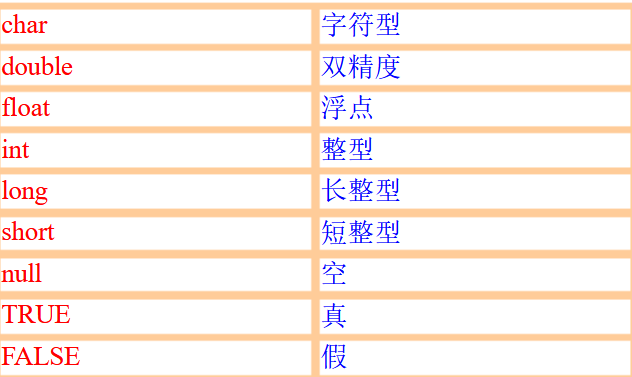 char 字符型
double 双精度
float 浮点
int 整型
long 长整型
short 短整型
null 空
TRUE 真
FALSE 假